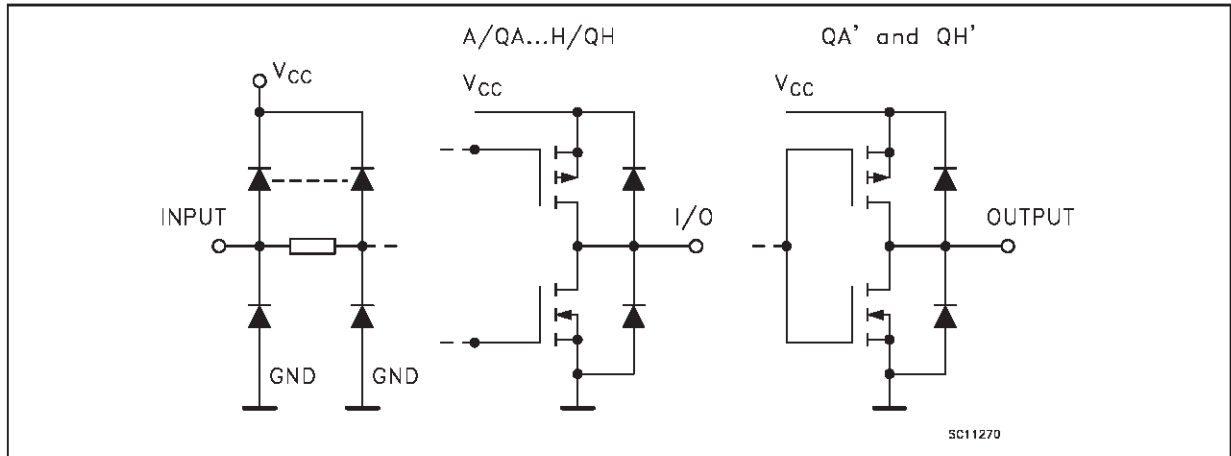 A/QA...H/QH
QA' and QH'
VCC
VCC
VCC
INPUT
I/O
OUTPUT
GND
GND
SC11270